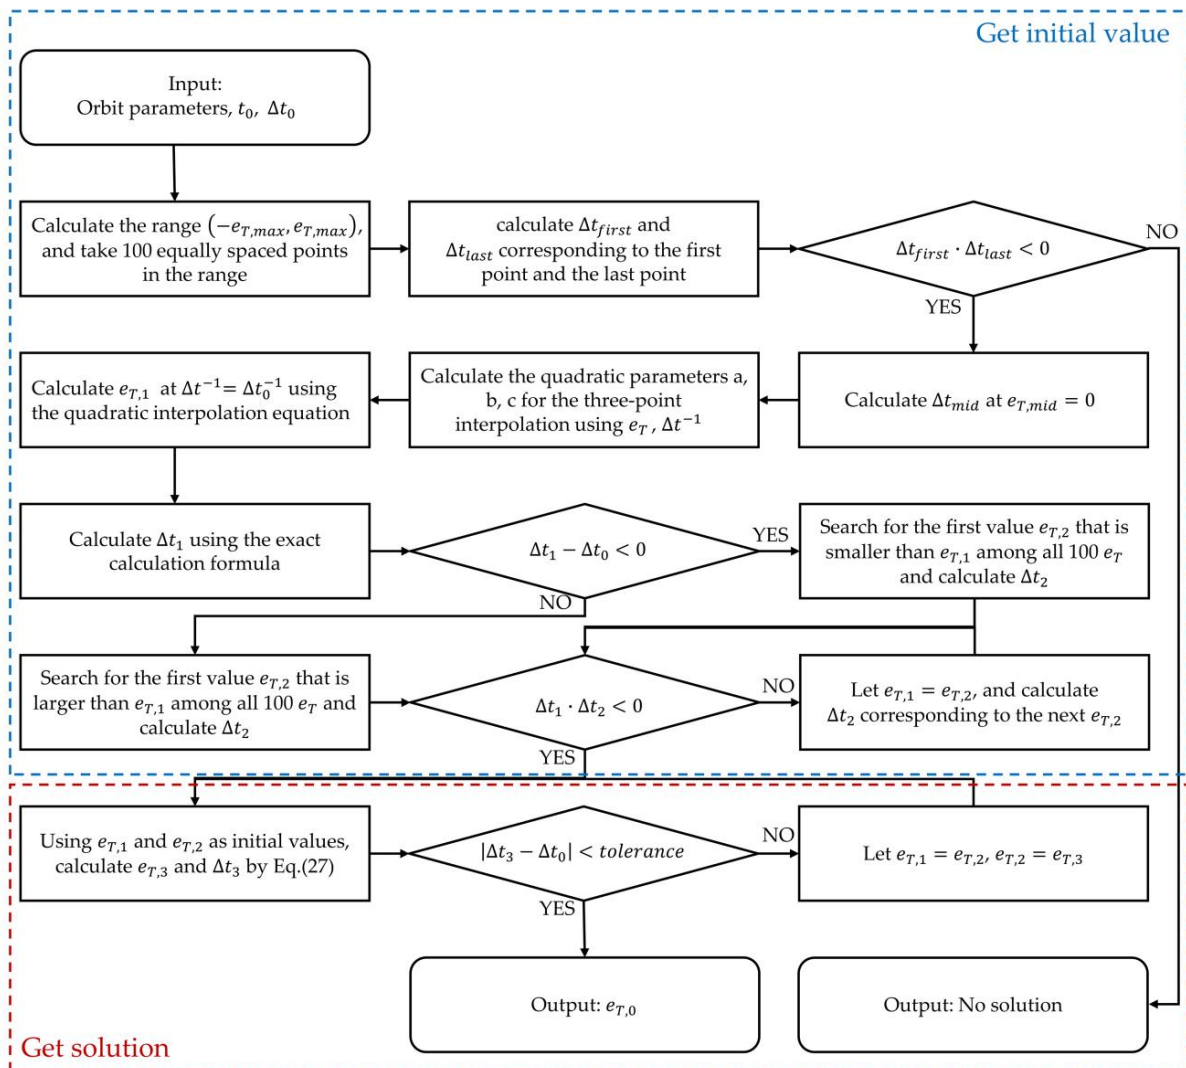 Get initial value
Input:
Orbit parameters, t₀, Δt₀
Calculate the range (−e_{T,max}, e_{T,max}),
and take 100 equally spaced points
in the range
calculate Δt_{first} and
Δt_{last} corresponding to the first
point and the last point
Δt_{first} · Δt_{last} < 0
NO
YES
Calculate e_{T,1} at Δt⁻¹= Δt₀⁻¹ using
the quadratic interpolation equation
Calculate the quadratic parameters a,
b, c for the three-point
interpolation using e_T , Δt⁻¹
Calculate Δt_{mid} at e_{T,mid} = 0
Calculate Δt₁ using the exact
calculation formula
Δt₁ − Δt₀ < 0
YES
NO
Search for the first value e_{T,2} that is
smaller than e_{T,1} among all 100 e_T
and calculate Δt₂
Search for the first value e_{T,2} that is
larger than e_{T,1} among all 100 e_T and
calculate Δt₂
Δt₁ · Δt₂ < 0
NO
YES
Let e_{T,1} = e_{T,2}, and calculate
Δt₂ corresponding to the next e_{T,2}
Using e_{T,1} and e_{T,2} as initial values,
calculate e_{T,3} and Δt₃ by Eq.(27)
|Δt₃ − Δt₀| < tolerance
NO
YES
Let e_{T,1} = e_{T,2}, e_{T,2} = e_{T,3}
Output: e_{T,0}
Output: No solution
Get solution